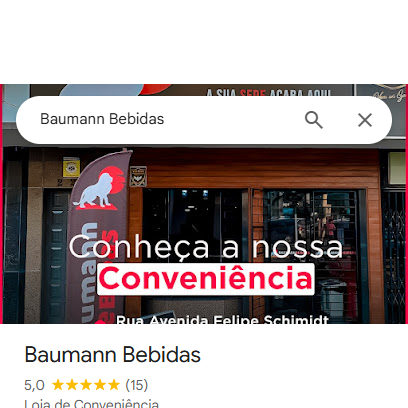 A SUA SEDE ACABA AQUI
Baumann Bebidas
Baumann
Bebidas
Conheça a nossa
Conveniência
Rua Avenida Felipe Schimidt
Baumann Bebidas
5,0 ★★★★★ (15)
Loja de Conveniência